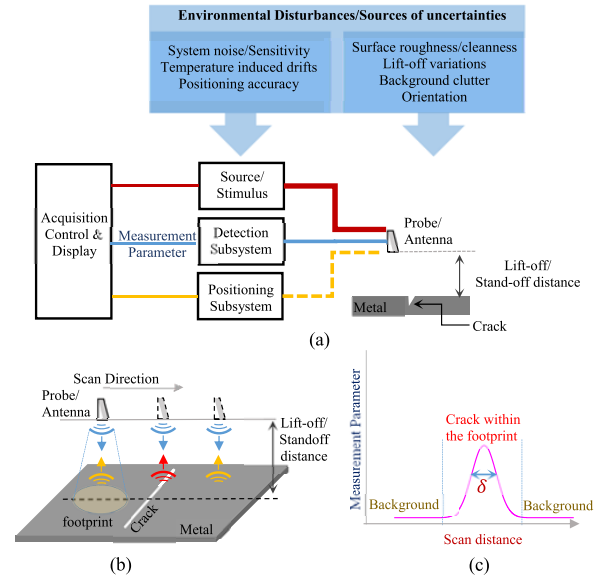 Environmental Disturbances/Sources of uncertainties
System noise/Sensitivity
Temperature induced drifts
Positioning accuracy
Surface roughness/cleanness
Lift-off variations
Background clutter
Orientation
Acquisition
Control &
Display
Measurement
Parameter
Source/
Stimulus
Detection
Subsystem
Positioning
Subsystem
Probe/
Antenna
Lift-off/
Stand-off distance
Metal
Crack
(a)
Scan Direction
Probe/
Antenna
Lift-off/
Standoff
distance
footprint
Crack
Metal
(b)
Measurement Parameter
Crack within
the footprint
δ
Background
Background
Scan distance
(c)